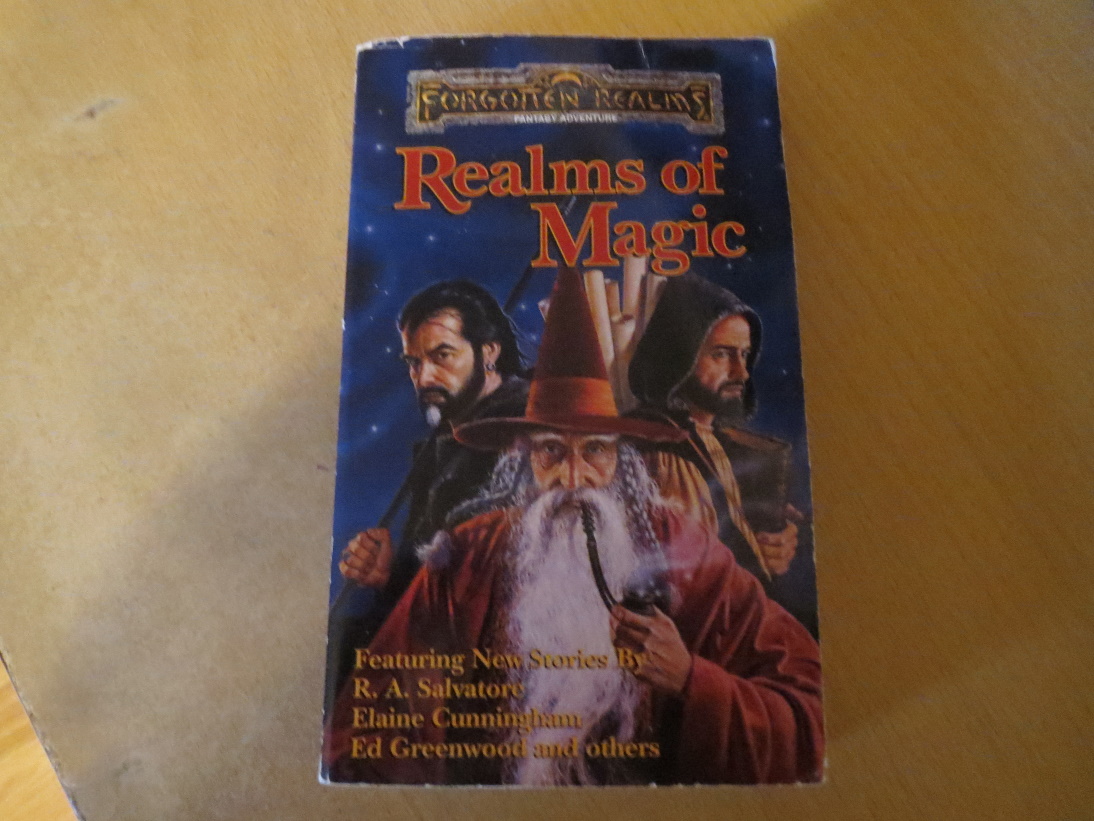 FORGOTTEN REALMS
FANTASY ADVENTURE
Realms of
Magic
Featuring New Stories By
R. A. Salvatore
Elaine Cunningham
Ed Greenwood and others